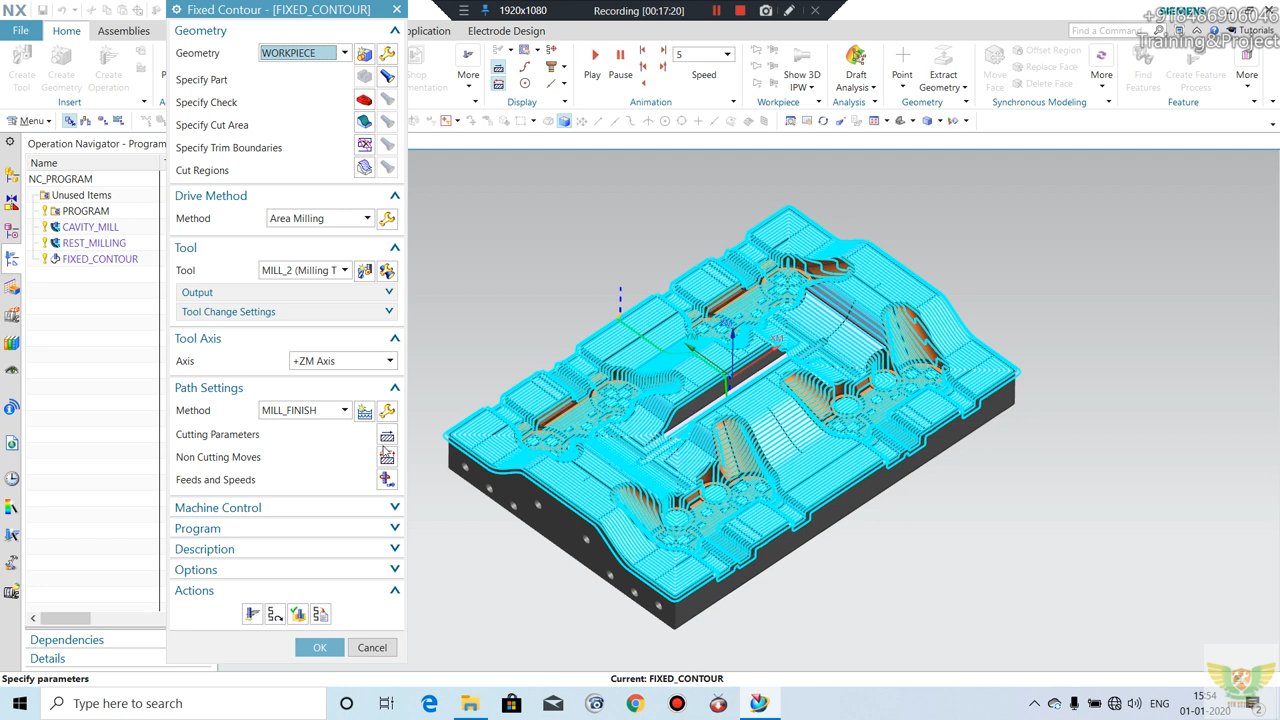 NX
Fixed Contour - [FIXED_CONTOUR]
1920x1080
Recording [00:17:20]
SIEMENS
+918486906046
Training&Project
File
Home
Assemblies
Application
Electrode Design
Find a Command
Tutorials
Create Tool
Create Geometry
Create Operation
Insert
More
Display
Play
Pause
5
Speed
Animation
Show 3D IPW
Workpiece
Draft Analysis
Analysis
Point
Extract Geometry
Geometry
Move Face
Offset Region
Replace Face
Delete Face
More
Synchronous Modeling
Find Features
Create Feature Process
More
Feature
Menu
Operation Navigator - Program
Name
NC_PROGRAM
Unused Items
PROGRAM
CAVITY_MILL
REST_MILLING
FIXED_CONTOUR
Dependencies
Details
Geometry
Geometry
WORKPIECE
Specify Part
Specify Check
Specify Cut Area
Specify Trim Boundaries
Cut Regions
Drive Method
Method
Area Milling
Tool
Tool
MILL_2 (Milling T
Output
Tool Change Settings
Tool Axis
Axis
+ZM Axis
Path Settings
Method
MILL_FINISH
Cutting Parameters
Non Cutting Moves
Feeds and Speeds
Machine Control
Program
Description
Options
Actions
OK
Cancel
Specify parameters
Current: FIXED_CONTOUR
Type here to search
ENG
15:54
01-01-2020
2